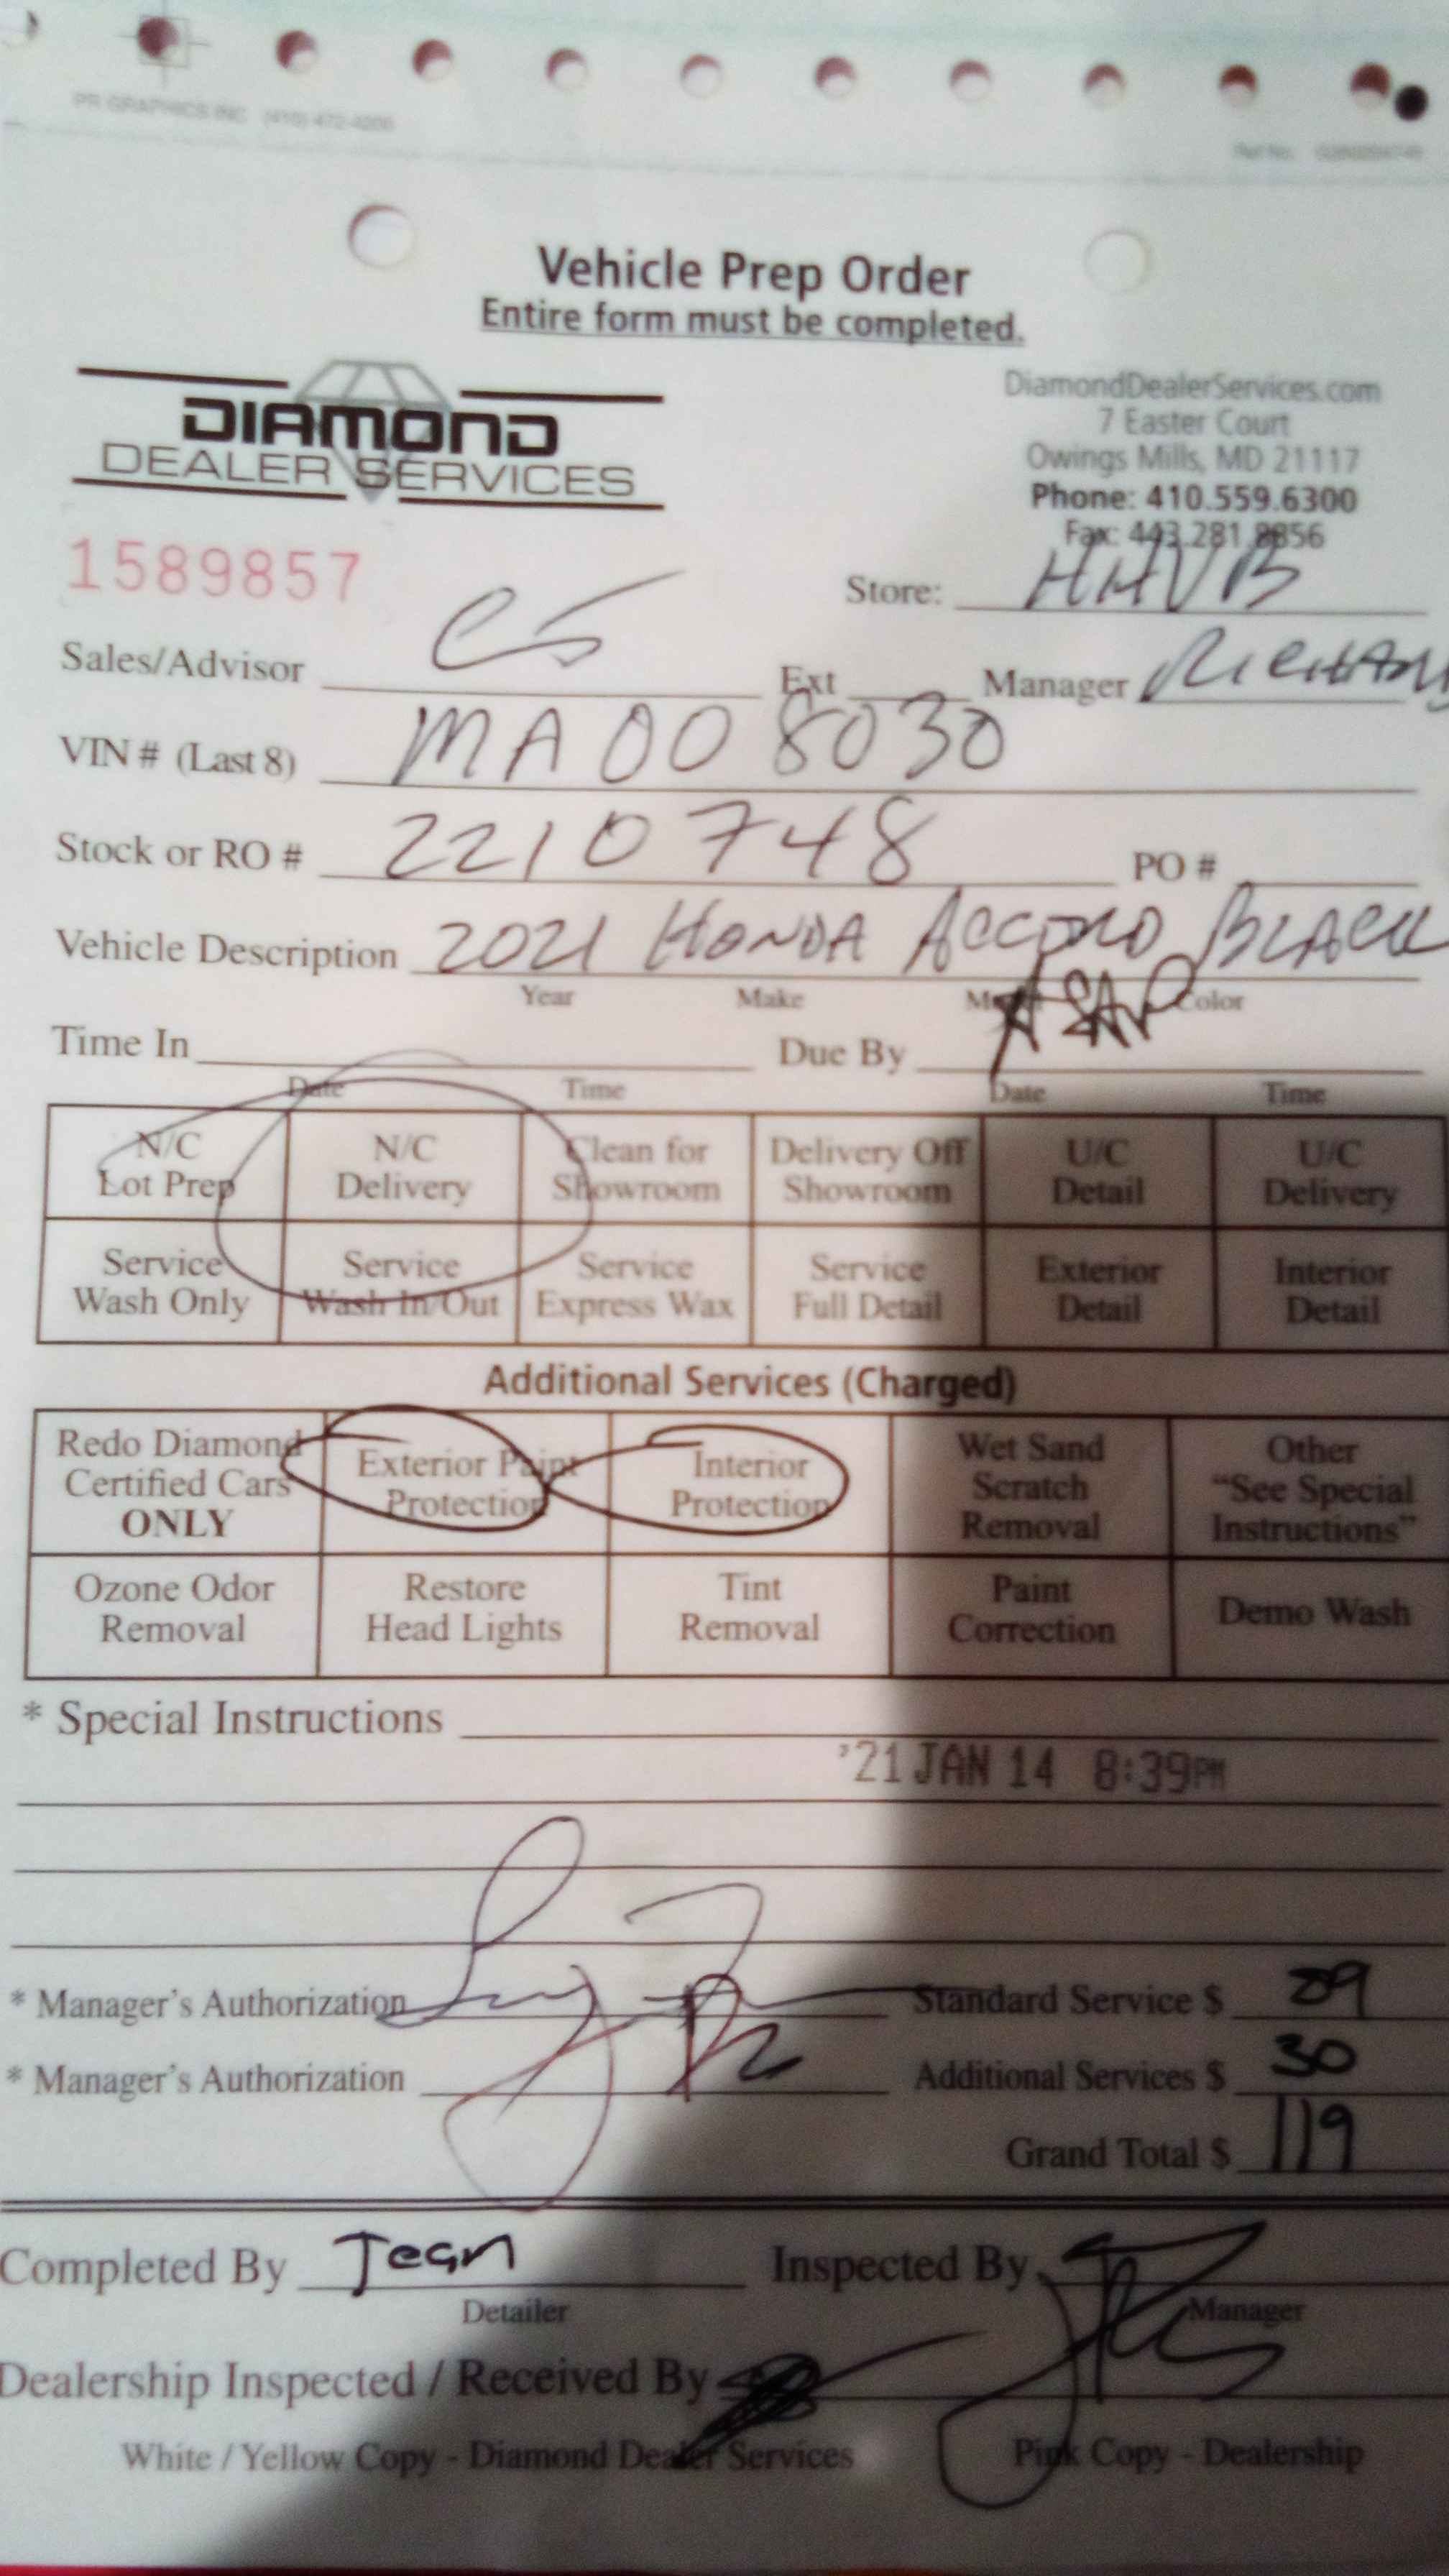 PR GRAPHICS INC (410) 472-4200
Vehicle Prep Order
Entire form must be completed.
DIAMOND
DEALER SERVICES
DiamondDealerServices.com
7 Easter Court
Owings Mills, MD 21117
Phone: 410.559.6300
Fax: 443.281.8856
1589857
Store: HHVB
Sales/Advisor Ext Manager
VIN # (Last 8) MA008030
Stock or RO # 2210748 PO #
Vehicle Description 2021 HONDA ACCORD BLACK
Year Make Model Color
Time In Due By ASAP
Date Time Date Time
N/C Lot Prep N/C Delivery Clean for Showroom Delivery Off Showroom U/C Detail U/C Delivery
Service Wash Only Service Wash In/Out Service Express Wax Service Full Detail Exterior Detail Interior Detail
Additional Services (Charged)
Redo Diamond Certified Cars ONLY Exterior Paint Protection Interior Protection Wet Sand Scratch Removal Other "See Special Instructions"
Ozone Odor Removal Restore Head Lights Tint Removal Paint Correction Demo Wash
* Special Instructions
'21 JAN 14 8:39PM
* Manager's Authorization Standard Service $ 89
* Manager's Authorization Additional Services $ 30
Grand Total $ 119
Completed By Jean Inspected By
Detailer Manager
Dealership Inspected / Received By
White / Yellow Copy - Diamond Dealer Services Pink Copy - Dealership